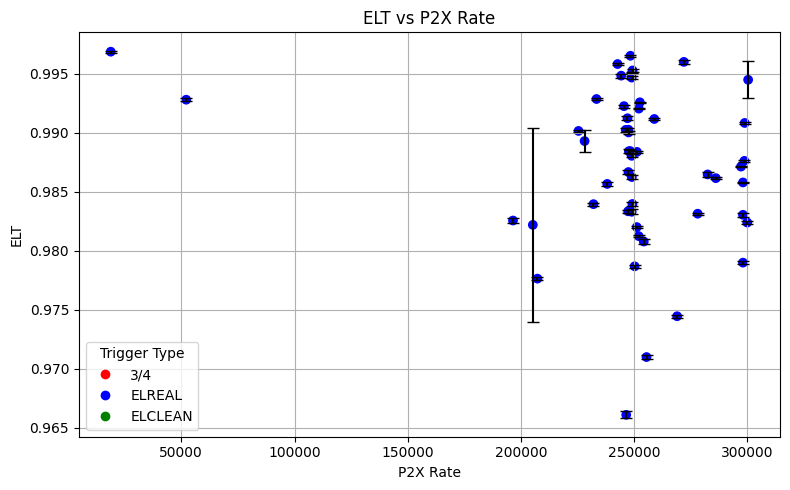 ELT vs P2X Rate
0.995
0.990
0.985
0.980
0.975
0.970
0.965
ELT
Trigger Type
3/4
ELREAL
ELCLEAN
50000 100000 150000 200000 250000 300000
P2X Rate